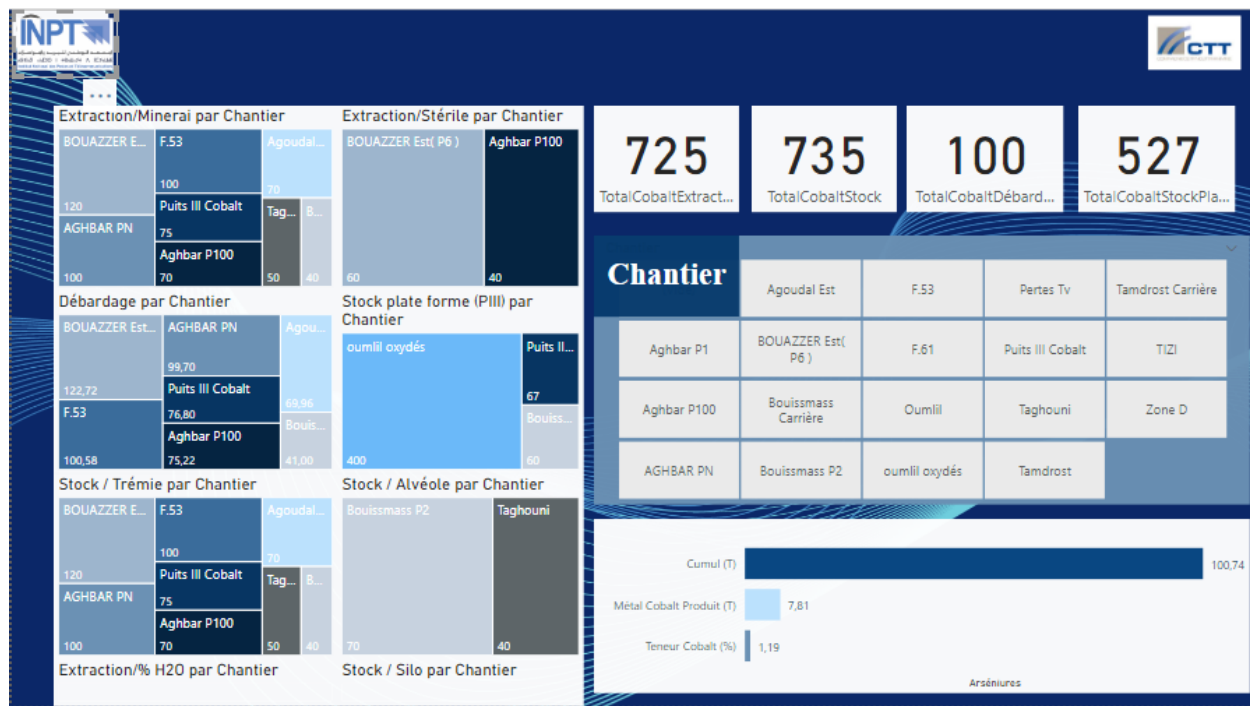 INPT
CTT
...
Extraction/Minerai par Chantier
BOUAZZER E...
120
AGHBAR PN
100
F.53
100
Puits III Cobalt
75
Aghbar P100
70
Agoudal...
70
Tag...
50
B...
40
Extraction/Stérile par Chantier
BOUAZZER Est( P6 )
60
Aghbar P100
40
Débardage par Chantier
BOUAZZER Est...
122,72
F.53
100,58
AGHBAR PN
99,70
Puits III Cobalt
76,80
Aghbar P100
75,22
Agou...
69,96
Bouis...
41,00
Stock plate forme (PIII) par
Chantier
oumlil oxydés
400
Puits II...
67
Bouiss...
60
Stock / Trémie par Chantier
BOUAZZER E...
120
AGHBAR PN
100
F.53
100
Puits III Cobalt
75
Aghbar P100
70
Agoudal...
70
Tag...
50
B...
40
Stock / Alvéole par Chantier
Bouissmass P2
70
Taghouni
40
Extraction/% H2O par Chantier
Stock / Silo par Chantier
725
TotalCobaltExtract...
735
TotalCobaltStock
100
TotalCobaltDébard...
527
TotalCobaltStockPla...
Chantier
Agoudal Est
F.53
Pertes Tv
Tamdrost Carrière
Aghbar P1
BOUAZZER Est(
P6 )
F.61
Puits III Cobalt
TIZI
Aghbar P100
Bouissmass
Carrière
Oumlil
Taghouni
Zone D
AGHBAR PN
Bouissmass P2
oumlil oxydés
Tamdrost
Cumul (T)
100,74
Métal Cobalt Produit (T)
7,81
Teneur Cobalt (%)
1,19
Arséniures